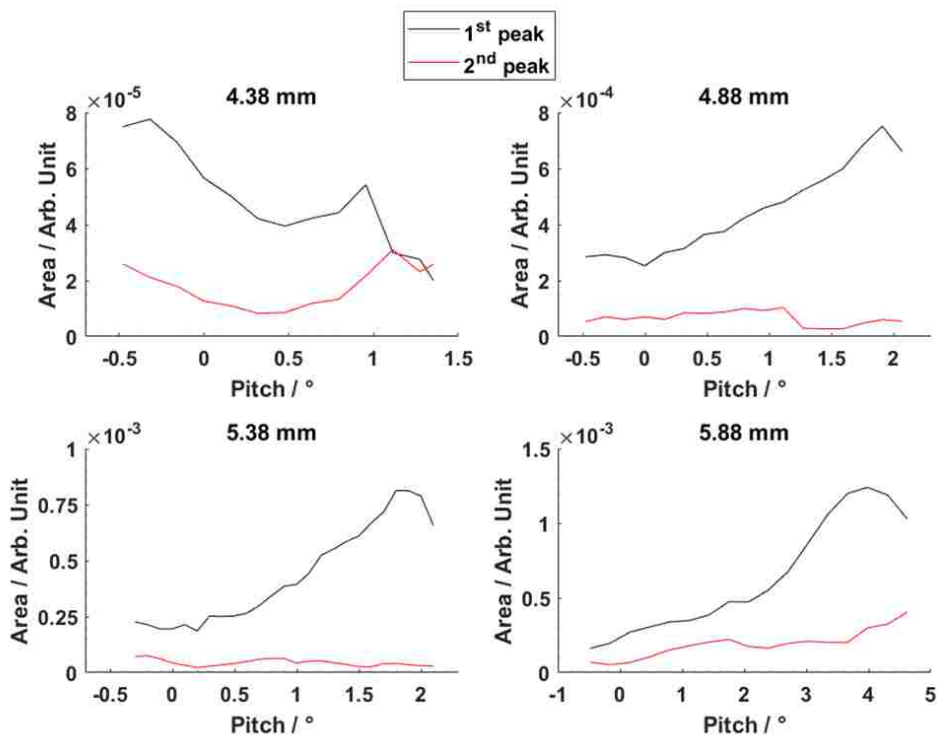 1st peak
2nd peak
×10-5
4.38 mm
8
6
4
2
0
Area / Arb. Unit
-0.5 0 0.5 1 1.5
Pitch / °
×10-4
4.88 mm
8
6
4
2
0
Area / Arb. Unit
-0.5 0 0.5 1 1.5 2
Pitch / °
×10-3
5.38 mm
1
0.75
0.5
0.25
0
Area / Arb. Unit
-0.5 0 0.5 1 1.5 2
Pitch / °
×10-3
5.88 mm
1.5
1
0.5
0
Area / Arb. Unit
-1 0 1 2 3 4 5
Pitch / °